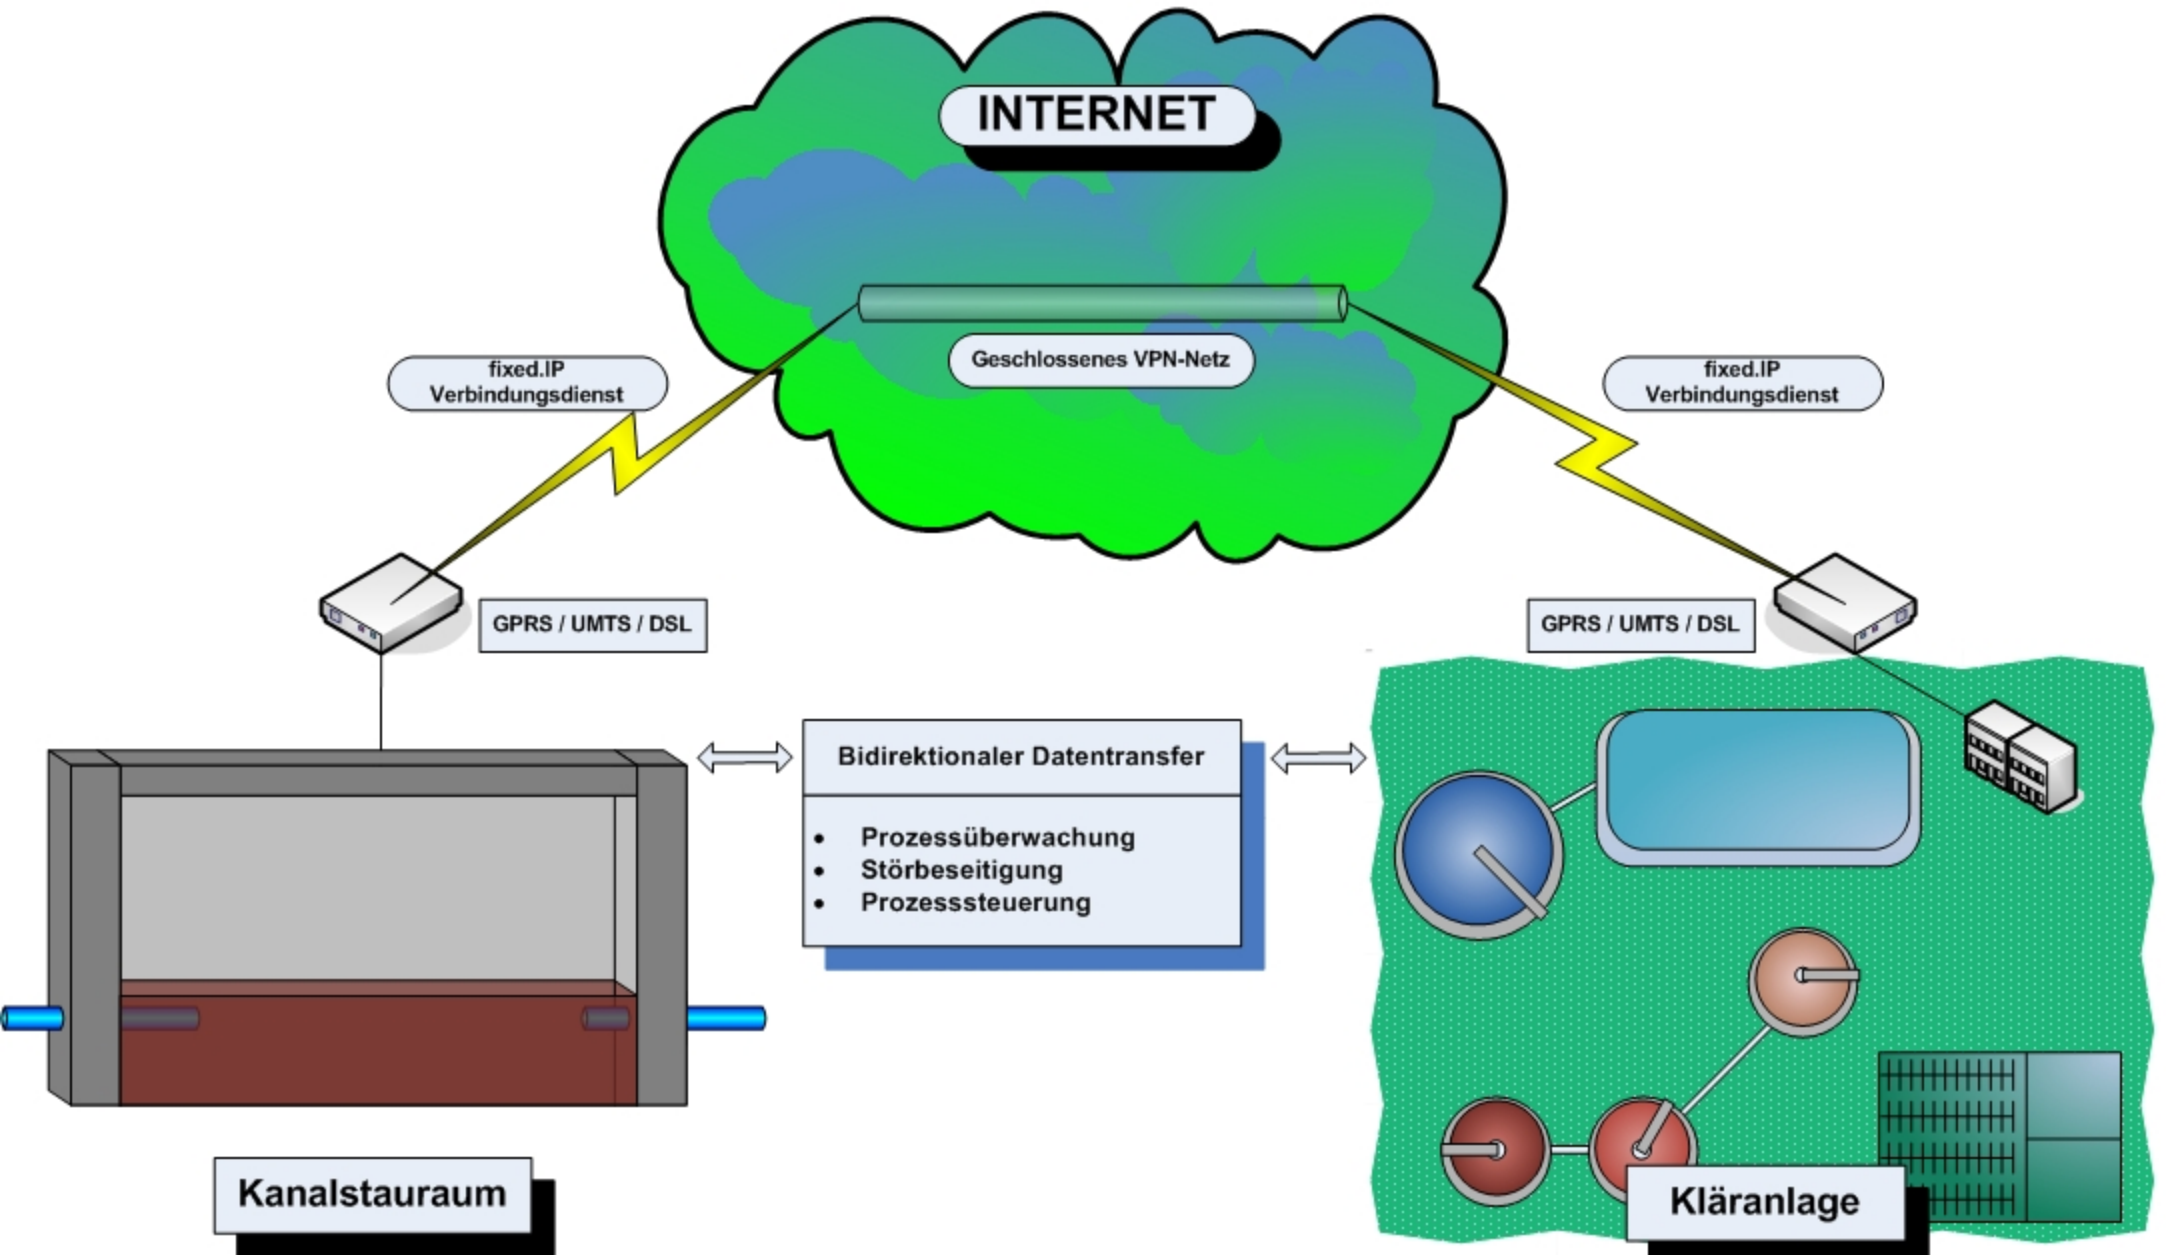 INTERNET
Geschlossenes VPN-Netz
fixed.IP
Verbindungsdienst
fixed.IP
Verbindungsdienst
GPRS / UMTS / DSL
GPRS / UMTS / DSL
Bidirektionaler Datentransfer
• Prozessüberwachung
• Störbeseitigung
• Prozesssteuerung
Kanalstauraum
Kläranlage